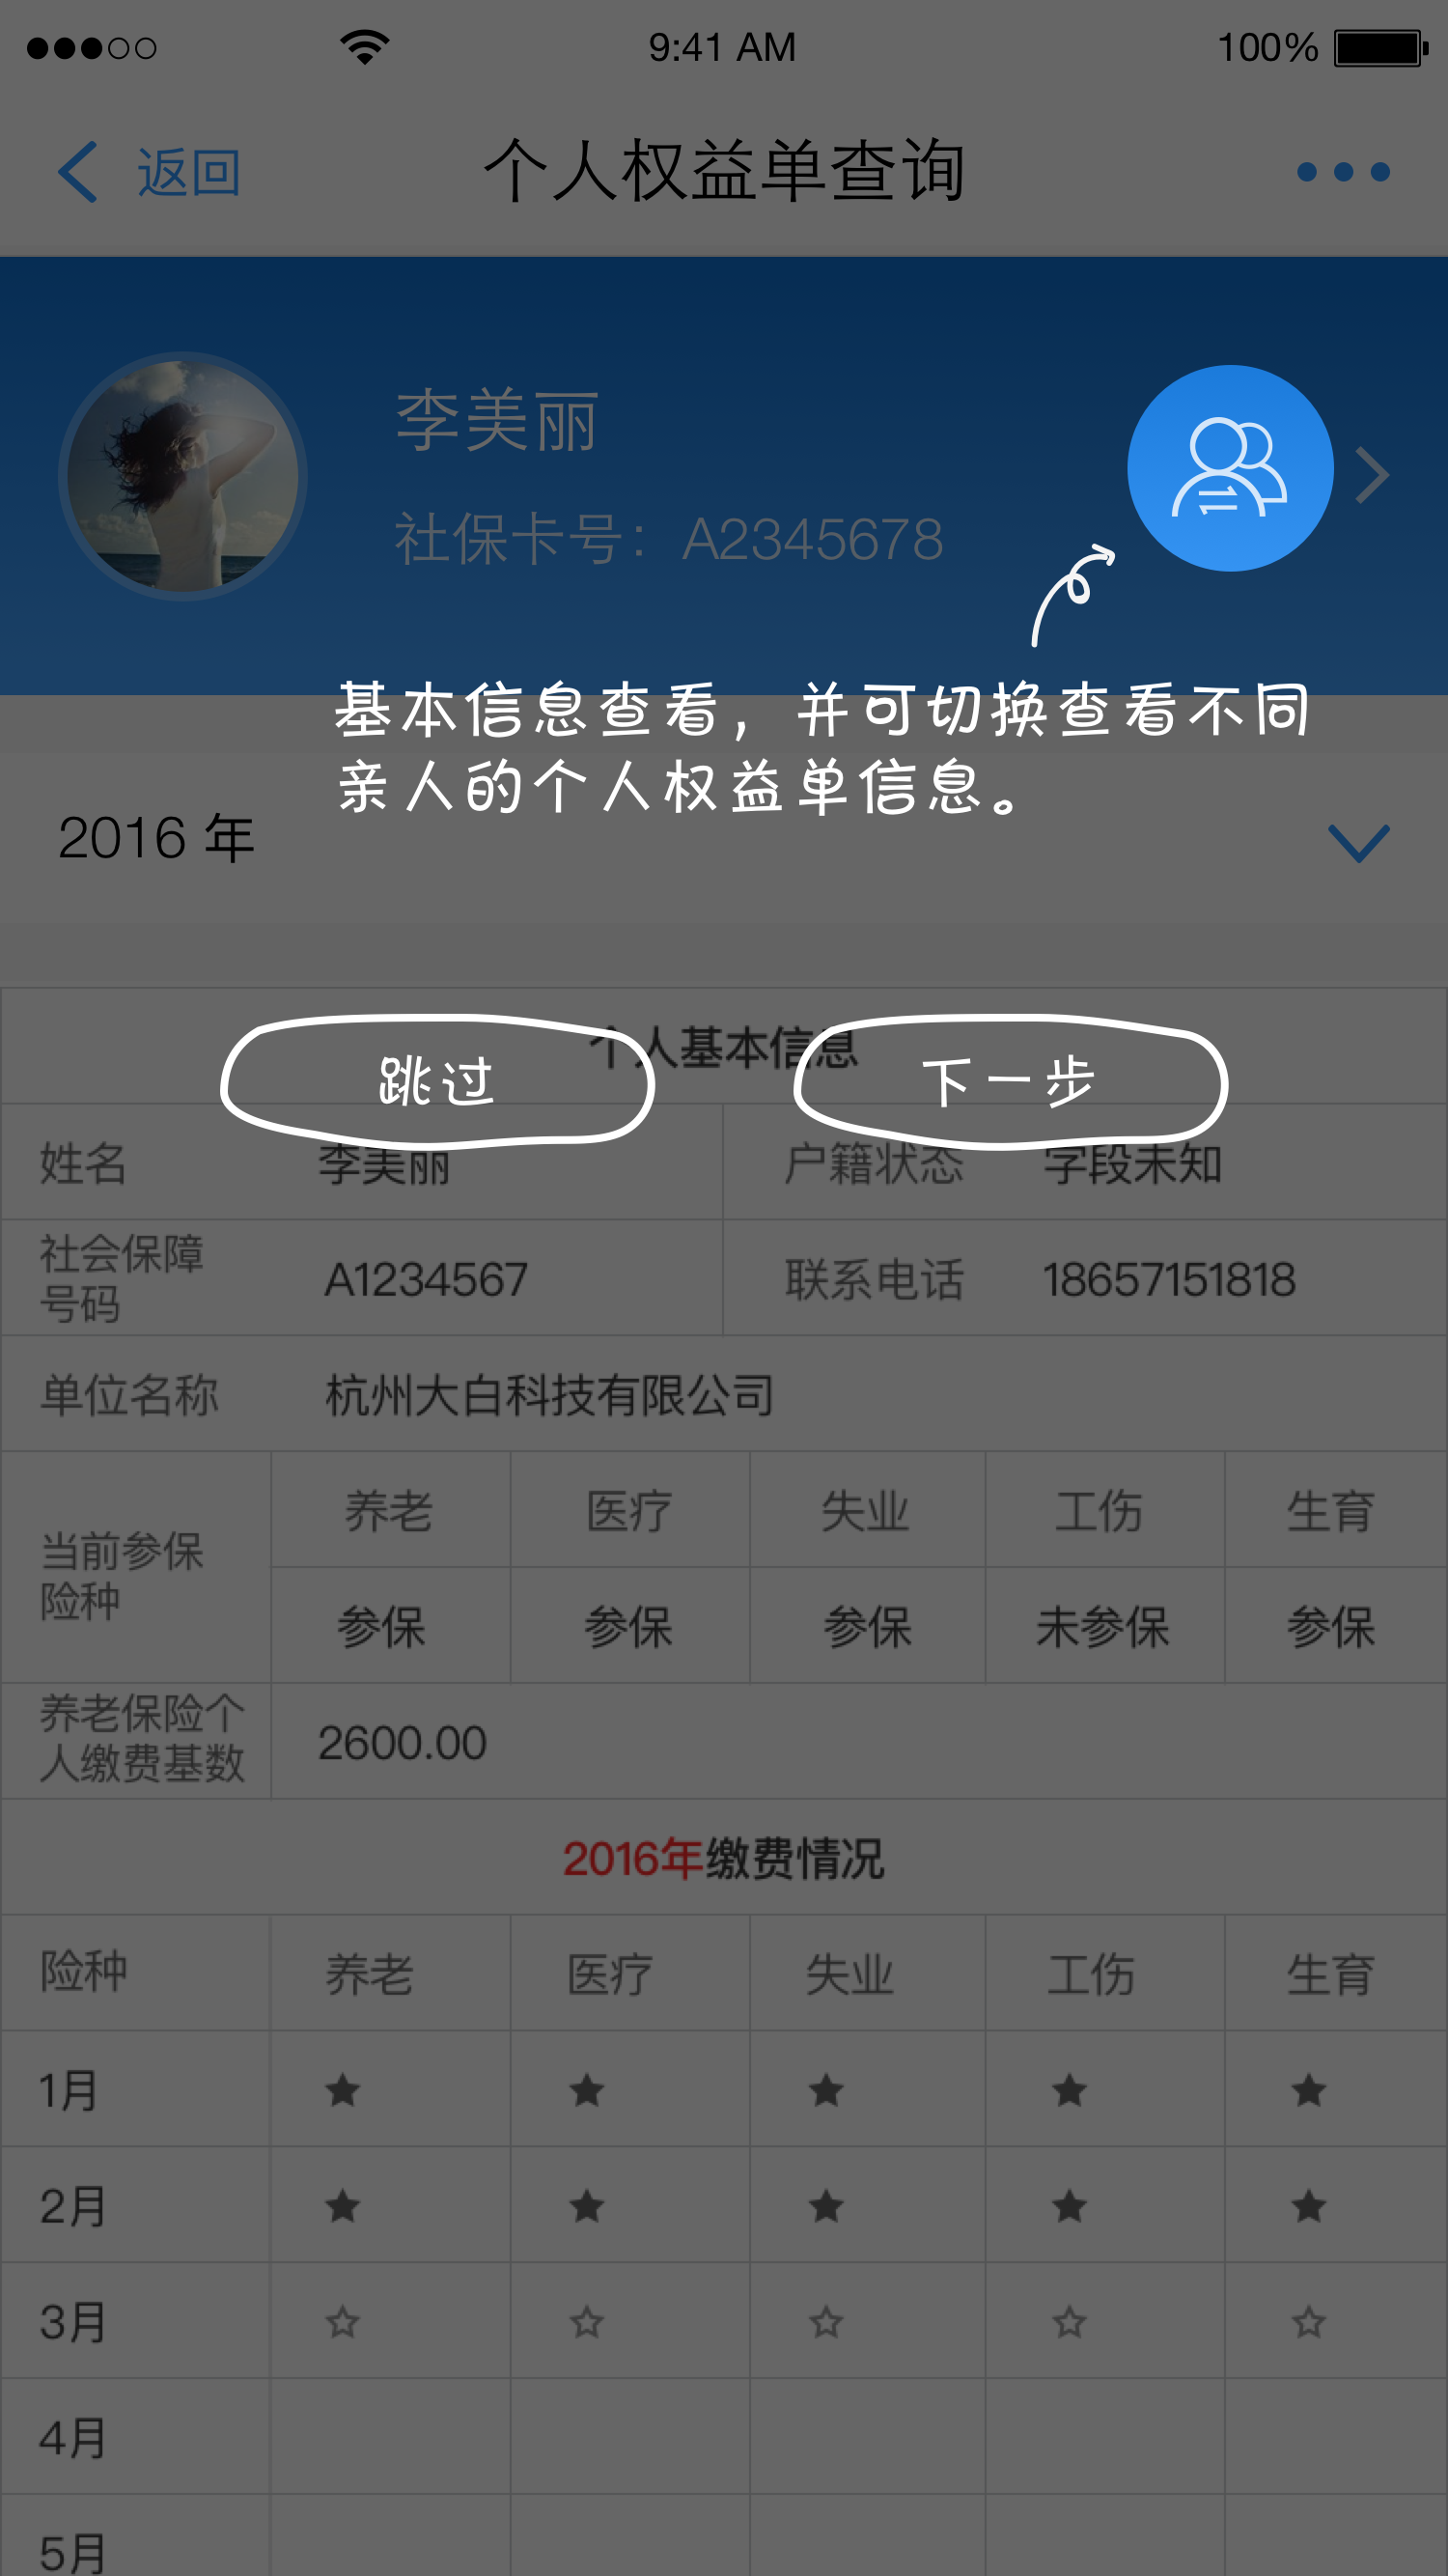 9:41 AM 100%
返回 个人权益单查询
李美丽
社保卡号：A2345678
基本信息查看，并可切换查看不同
亲人的个人权益单信息。
2016 年
个人基本信息
跳过 下一步
姓名 李美丽 户籍状态 字段未知
社会保障
号码
A1234567 联系电话 18657151818
单位名称 杭州大白科技有限公司
养老 医疗 失业 工伤 生育
当前参保
险种
参保 参保 参保 未参保 参保
养老保险个
人缴费基数
2600.00
2016年缴费情况
险种 养老 医疗 失业 工伤 生育
1月 ★ ★ ★ ★ ★
2月 ★ ★ ★ ★ ★
3月 ☆ ☆ ☆ ☆ ☆
4月
5月